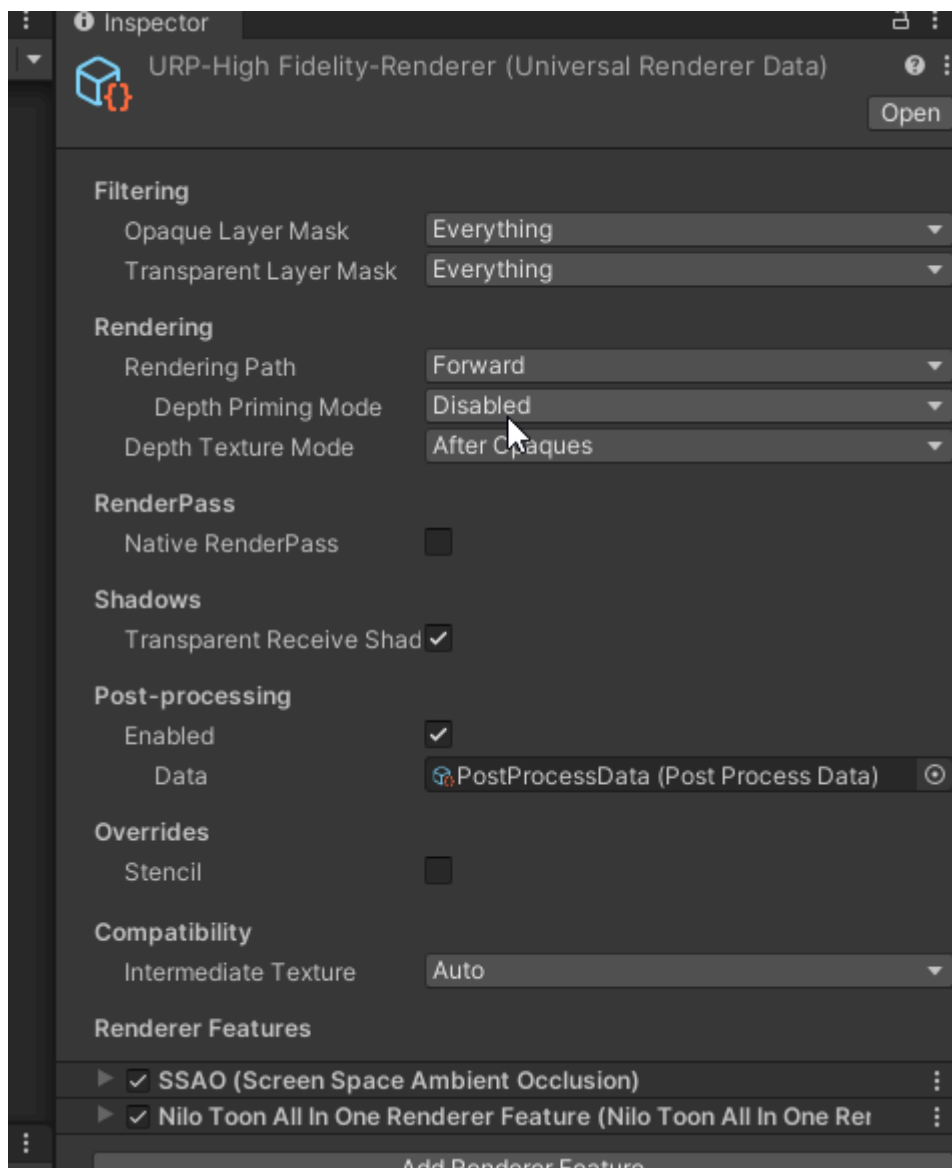 Inspector
URP-High Fidelity-Renderer (Universal Renderer Data)
Open
Filtering
Opaque Layer Mask Everything
Transparent Layer Mask Everything
Rendering
Rendering Path Forward
Depth Priming Mode Disabled
Depth Texture Mode After Opaques
RenderPass
Native RenderPass
Shadows
Transparent Receive Shad
Post-processing
Enabled
Data PostProcessData (Post Process Data)
Overrides
Stencil
Compatibility
Intermediate Texture Auto
Renderer Features
SSAO (Screen Space Ambient Occlusion)
Nilo Toon All In One Renderer Feature (Nilo Toon All In One Rer
Add Renderer Feature